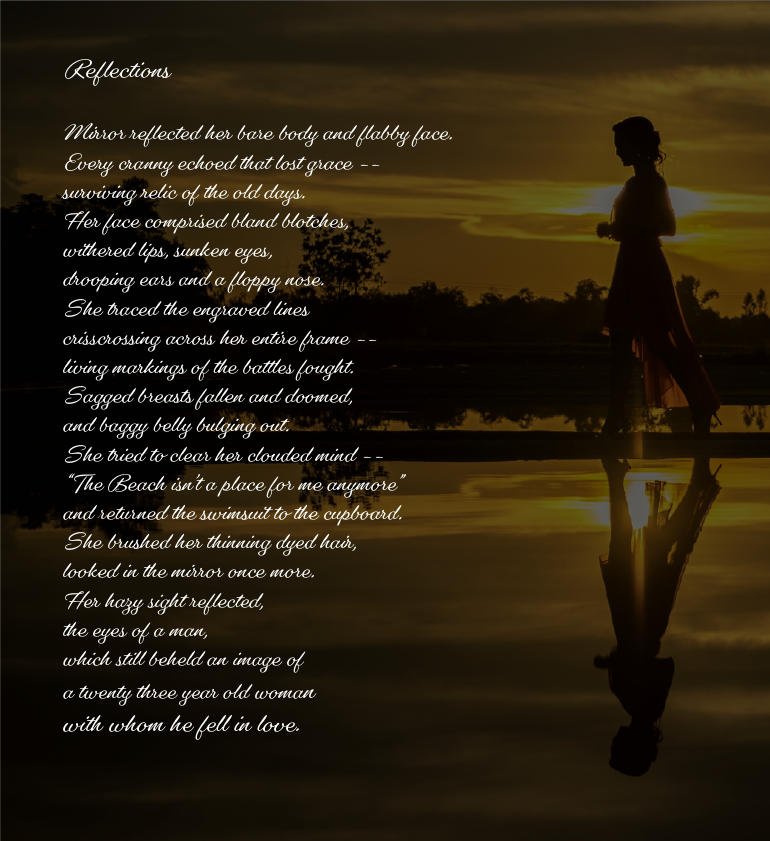 Reflections
Mirror reflected her bare body and flabby face.
Every cranny echoed that lost grace --
surviving relic of the old days.
Her face comprised bland blotches,
withered lips, sunken eyes,
drooping ears and a floppy nose.
She traced the engraved lines
crisscrossing across her entire frame --
living markings of the battles fought.
Sagged breasts fallen and doomed,
and baggy belly bulging out.
She tried to clear her clouded mind --
“The Beach isn't a place for me anymore”
and returned the swimsuit to the cupboard.
She brushed her thinning dyed hair,
looked in the mirror once more.
Her hazy sight reflected,
the eyes of a man,
which still beheld an image of
a twenty three year old woman
with whom he fell in love.